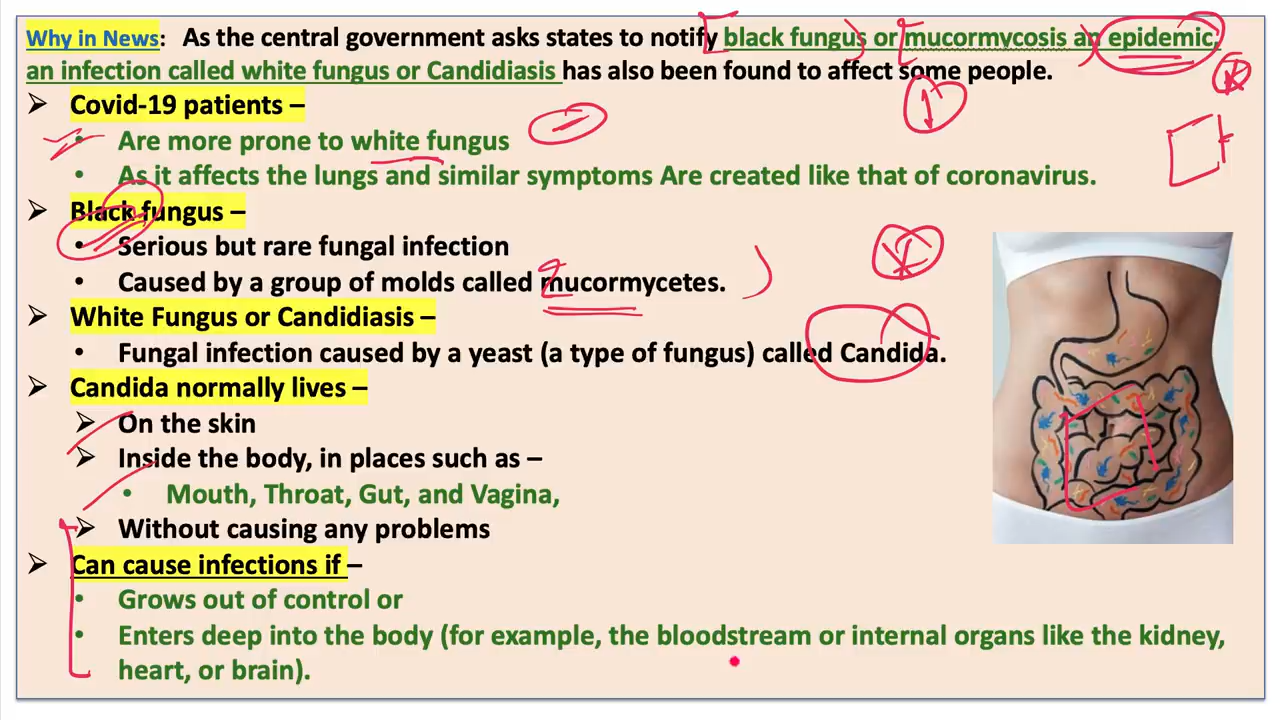 Why in News: As the central government asks states to notify black fungus or mucormycosis an epidemic,
an infection called white fungus or Candidiasis has also been found to affect some people.
➢ Covid-19 patients –
• Are more prone to white fungus
• As it affects the lungs and similar symptoms Are created like that of coronavirus.
➢ Black fungus –
• Serious but rare fungal infection
• Caused by a group of molds called mucormycetes.
➢ White Fungus or Candidiasis –
• Fungal infection caused by a yeast (a type of fungus) called Candida.
➢ Candida normally lives –
➢ On the skin
➢ Inside the body, in places such as –
• Mouth, Throat, Gut, and Vagina,
➢ Without causing any problems
➢ Can cause infections if –
• Grows out of control or
• Enters deep into the body (for example, the bloodstream or internal organs like the kidney,
heart, or brain).